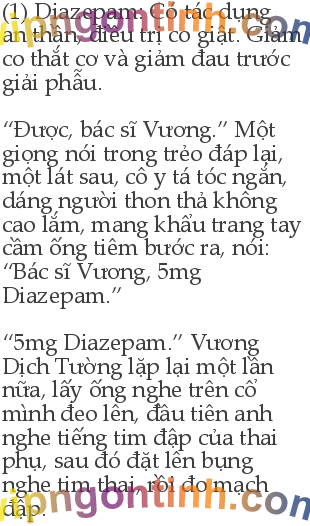 (1) Diazepam: Có tác dụng
an thần, điều trị co giật. Giảm
co thắt cơ và giảm đau trước
giải phẫu.
“Được, bác sĩ Vương.” Một
giọng nói trong trẻo đáp lại,
một lát sau, cô y tá tóc ngắn,
dáng người thon thả không
cao lắm, mang khẩu trang tay
cầm ống tiêm bước ra, nói:
“Bác sĩ Vương, 5mg
Diazepam.”
“5mg Diazepam.” Vương
Dịch Tường lặp lại một lần
nữa, lấy ống nghe trên cổ
mình đeo lên, đầu tiên anh
nghe tiếng tim đập của thai
phụ, sau đó đặt lên bụng
nghe tim thai, rồi đo mạch
đập.
vipngontinh.com
vipngontinh.com